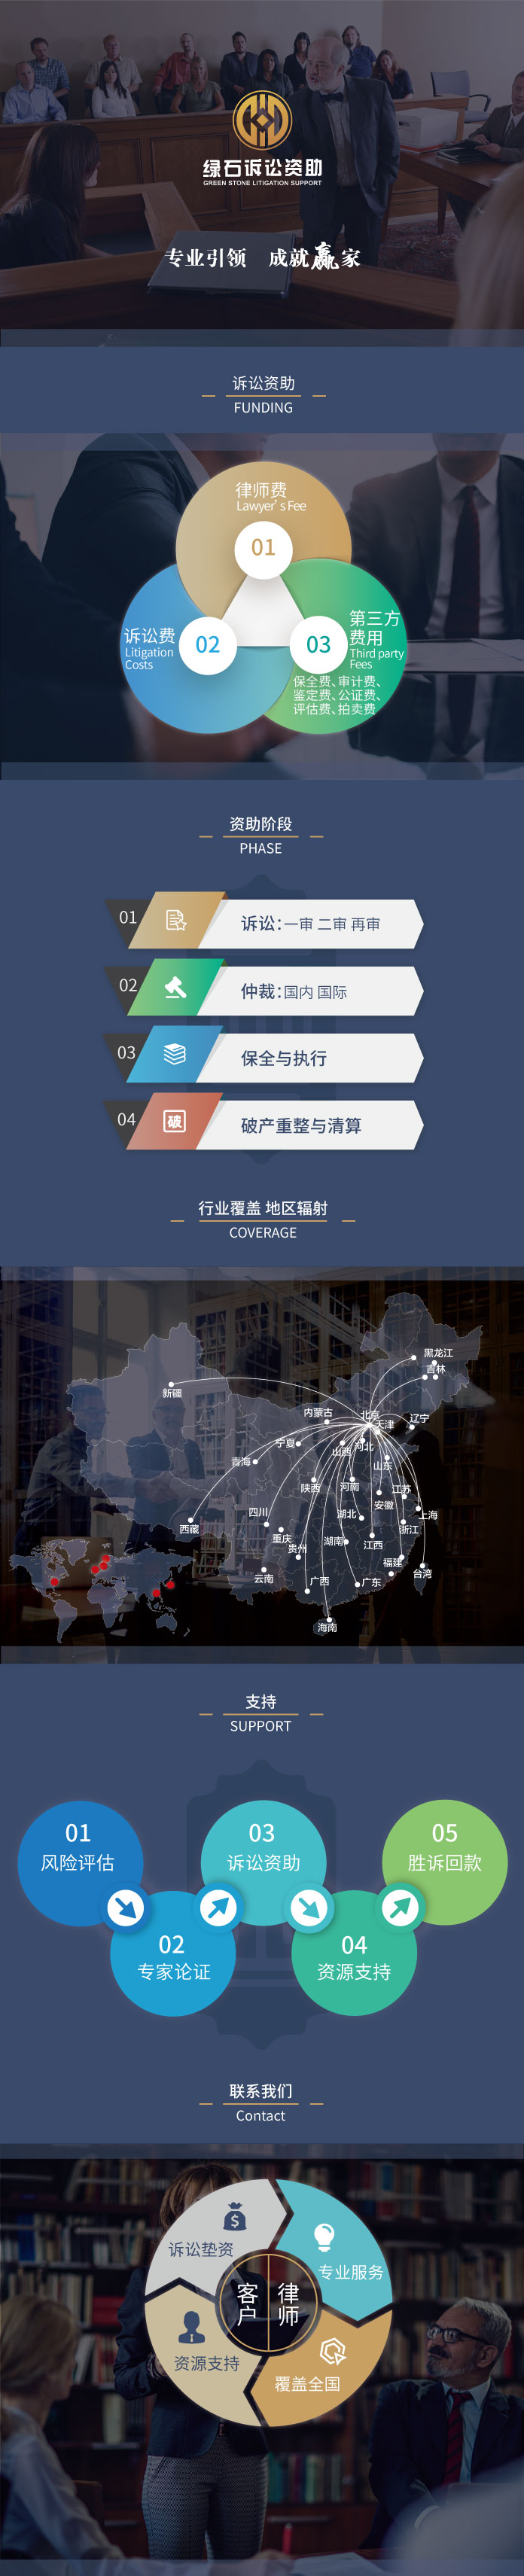 绿石诉讼资助
GREEN STONE LITIGATION SUPPORT
专业引领 成就赢家
诉讼资助
FUNDING
律师费
Lawyer's Fee
01
诉讼费
Litigation
Costs
02
03
第三方
费用
Third party
Fees
保全费、审计费、
鉴定费、公证费、
评估费、拍卖费
资助阶段
PHASE
01
诉讼:一审 二审 再审
02
仲裁:国内 国际
03
保全与执行
04
破
破产重整与清算
行业覆盖 地区辐射
COVERAGE
黑龙江
吉林
新疆
内蒙古
北京
辽宁
天津
宁夏
山西
河北
青海
山东
陕西
河南
江苏
安徽
四川
湖北
上海
西藏
浙江
重庆
湖南
江西
贵州
福建
云南
广西
广东
台湾
海南
支持
SUPPORT
01
风险评估
03
诉讼资助
05
胜诉回款
02
专家论证
04
资源支持
联系我们
Contact
诉讼垫资
专业服务
客户
律师
资源支持
覆盖全国